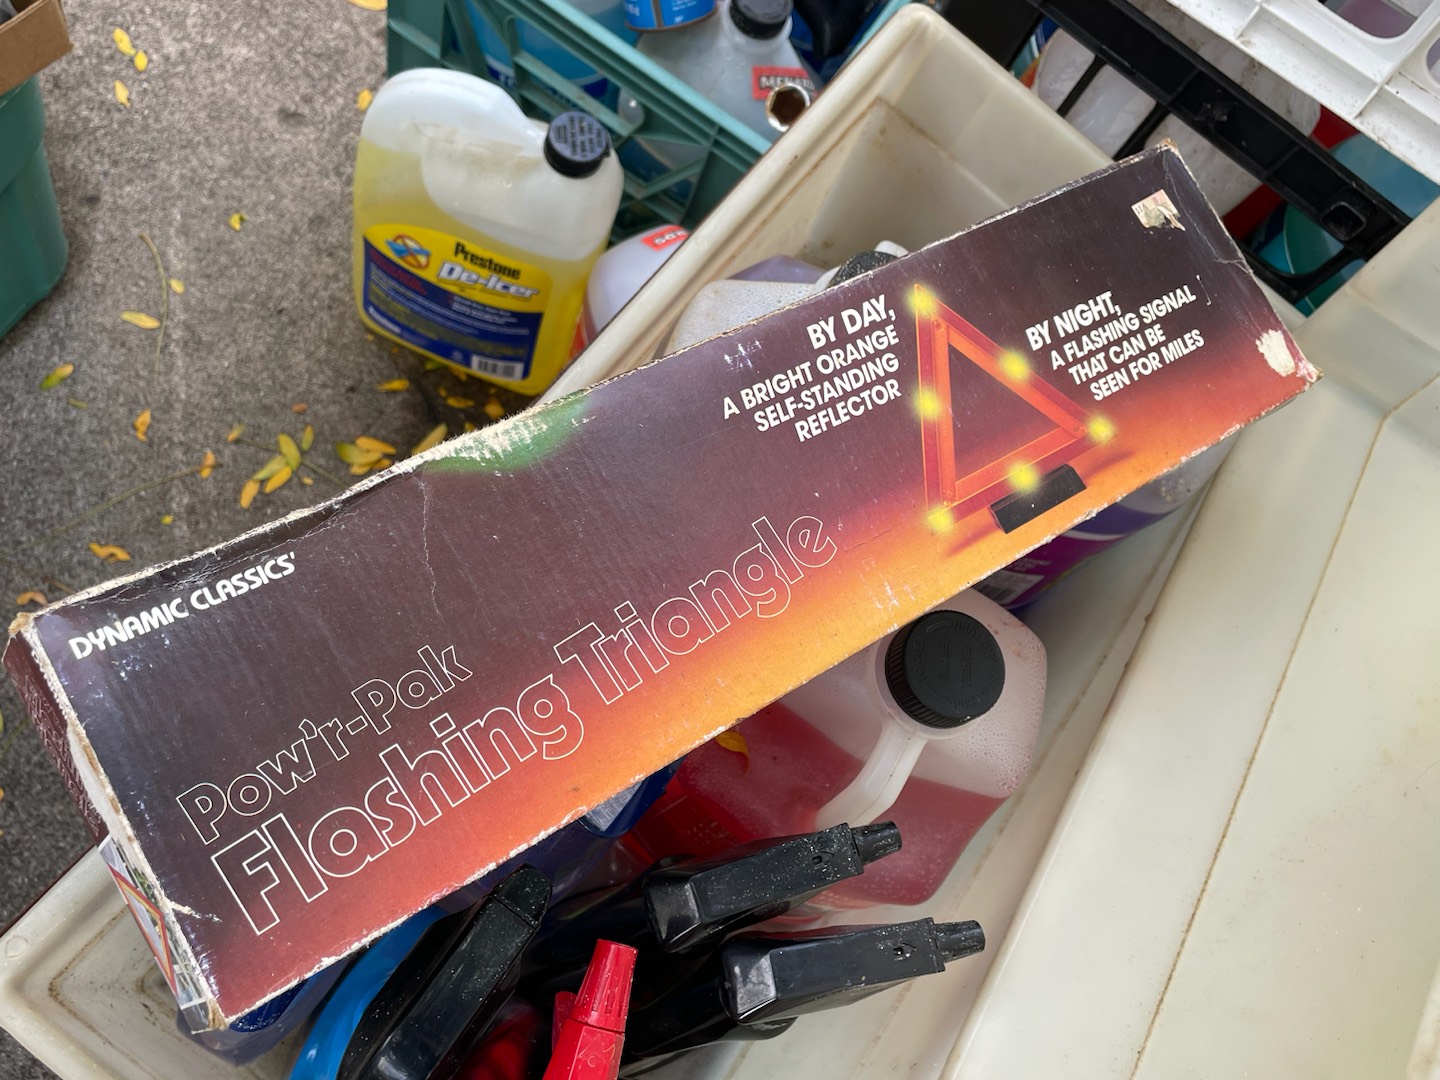 Prestone
De-Icer
BY DAY,
A BRIGHT ORANGE
SELF-STANDING
REFLECTOR
BY NIGHT,
A FLASHING SIGNAL
THAT CAN BE
SEEN FOR MILES
DYNAMIC CLASSICS'
Pow'r-Pak
Flashing Triangle